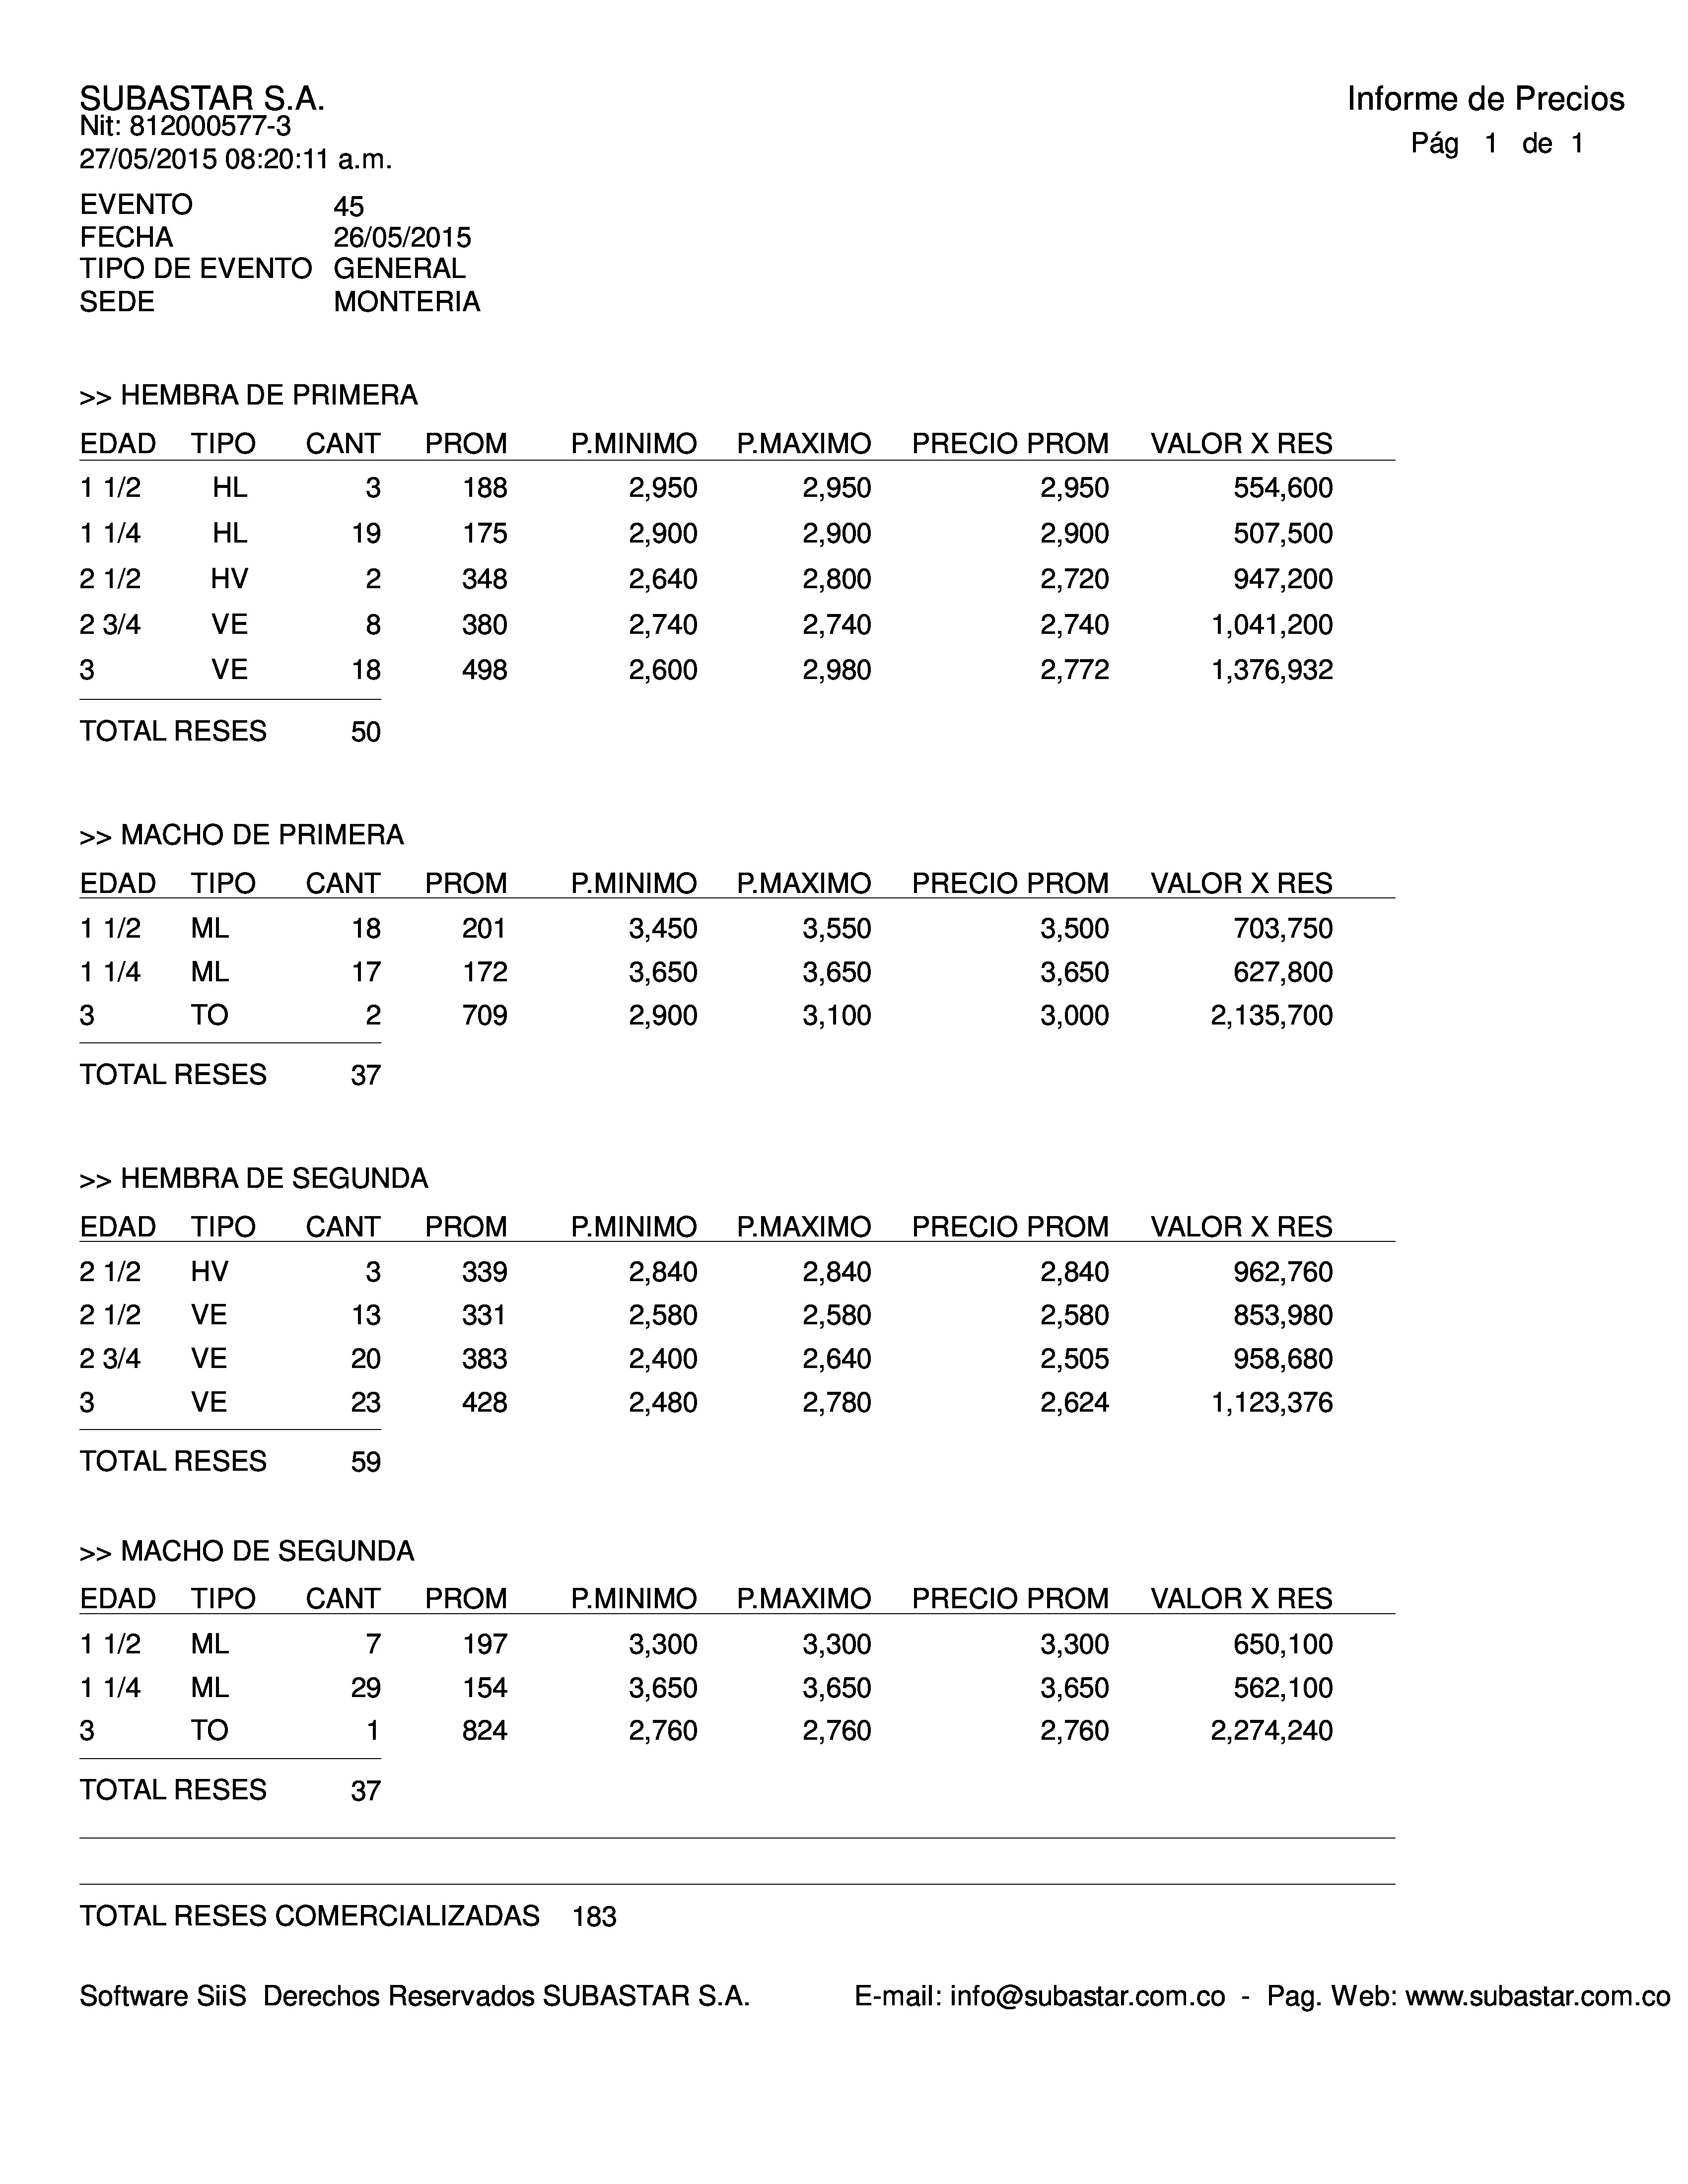 SUBASTAR S.A.
Informe de Precios
Nit: 812000577-3
Pág 1 de 1
27/05/2015 08:20:11 a.m.
EVENTO 45
FECHA 26/05/2015
TIPO DE EVENTO GENERAL
SEDE MONTERIA
>> HEMBRA DE PRIMERA
EDAD TIPO CANT PROM P.MINIMO P.MAXIMO PRECIO PROM VALOR X RES
1 1/2 HL 3 188 2,950 2,950 2,950 554,600
1 1/4 HL 19 175 2,900 2,900 2,900 507,500
2 1/2 HV 2 348 2,640 2,800 2,720 947,200
2 3/4 VE 8 380 2,740 2,740 2,740 1,041,200
3 VE 18 498 2,600 2,980 2,772 1,376,932
TOTAL RESES 50
>> MACHO DE PRIMERA
EDAD TIPO CANT PROM P.MINIMO P.MAXIMO PRECIO PROM VALOR X RES
1 1/2 ML 18 201 3,450 3,550 3,500 703,750
1 1/4 ML 17 172 3,650 3,650 3,650 627,800
3 TO 2 709 2,900 3,100 3,000 2,135,700
TOTAL RESES 37
>> HEMBRA DE SEGUNDA
EDAD TIPO CANT PROM P.MINIMO P.MAXIMO PRECIO PROM VALOR X RES
2 1/2 HV 3 339 2,840 2,840 2,840 962,760
2 1/2 VE 13 331 2,580 2,580 2,580 853,980
2 3/4 VE 20 383 2,400 2,640 2,505 958,680
3 VE 23 428 2,480 2,780 2,624 1,123,376
TOTAL RESES 59
>> MACHO DE SEGUNDA
EDAD TIPO CANT PROM P.MINIMO P.MAXIMO PRECIO PROM VALOR X RES
1 1/2 ML 7 197 3,300 3,300 3,300 650,100
1 1/4 ML 29 154 3,650 3,650 3,650 562,100
3 TO 1 824 2,760 2,760 2,760 2,274,240
TOTAL RESES 37
TOTAL RESES COMERCIALIZADAS 183
Software SiiS Derechos Reservados SUBASTAR S.A. E-mail: info@subastar.com.co - Pag. Web: www.subastar.com.co